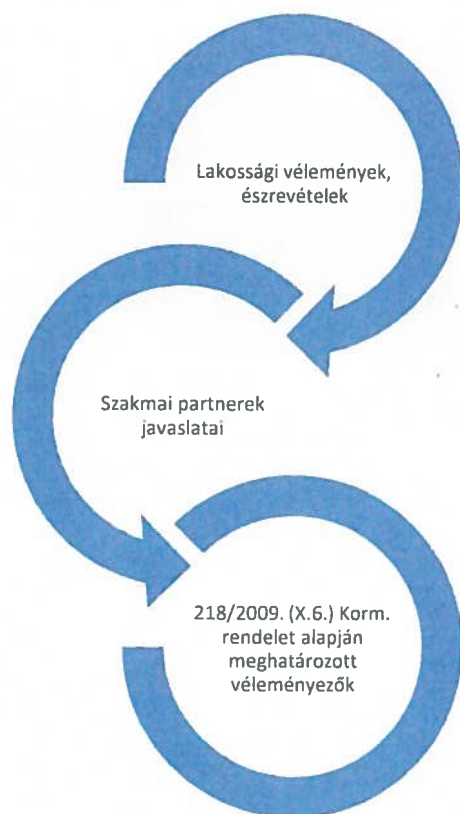 Lakossági vélemények,
észrevételek
Szakmai partnerek
javaslatai
218/2009. (X.6.) Korm.
rendelet alapján
meghatározott
véleményezők